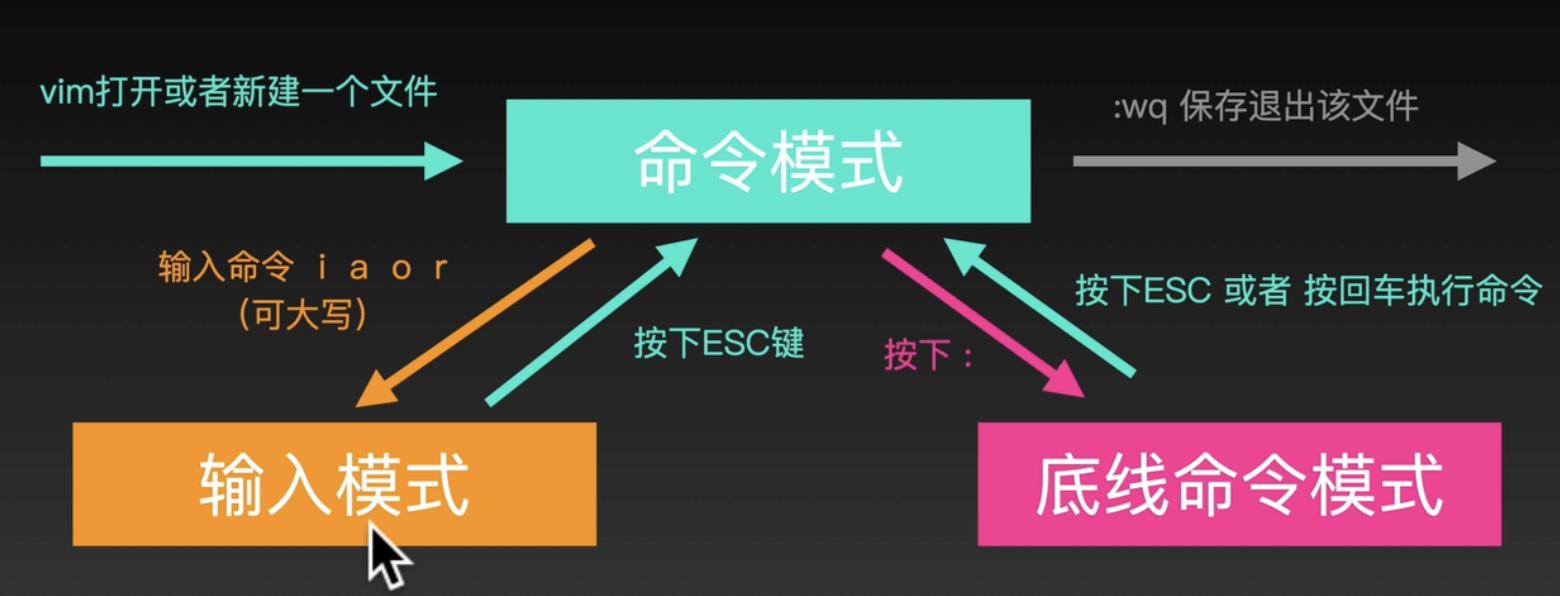 vim打开或者新建一个文件
命令模式
:wq 保存退出该文件
输入命令 i a o r
(可大写)
按下ESC键
按下：
按下ESC 或者 按回车执行命令
输入模式
底线命令模式